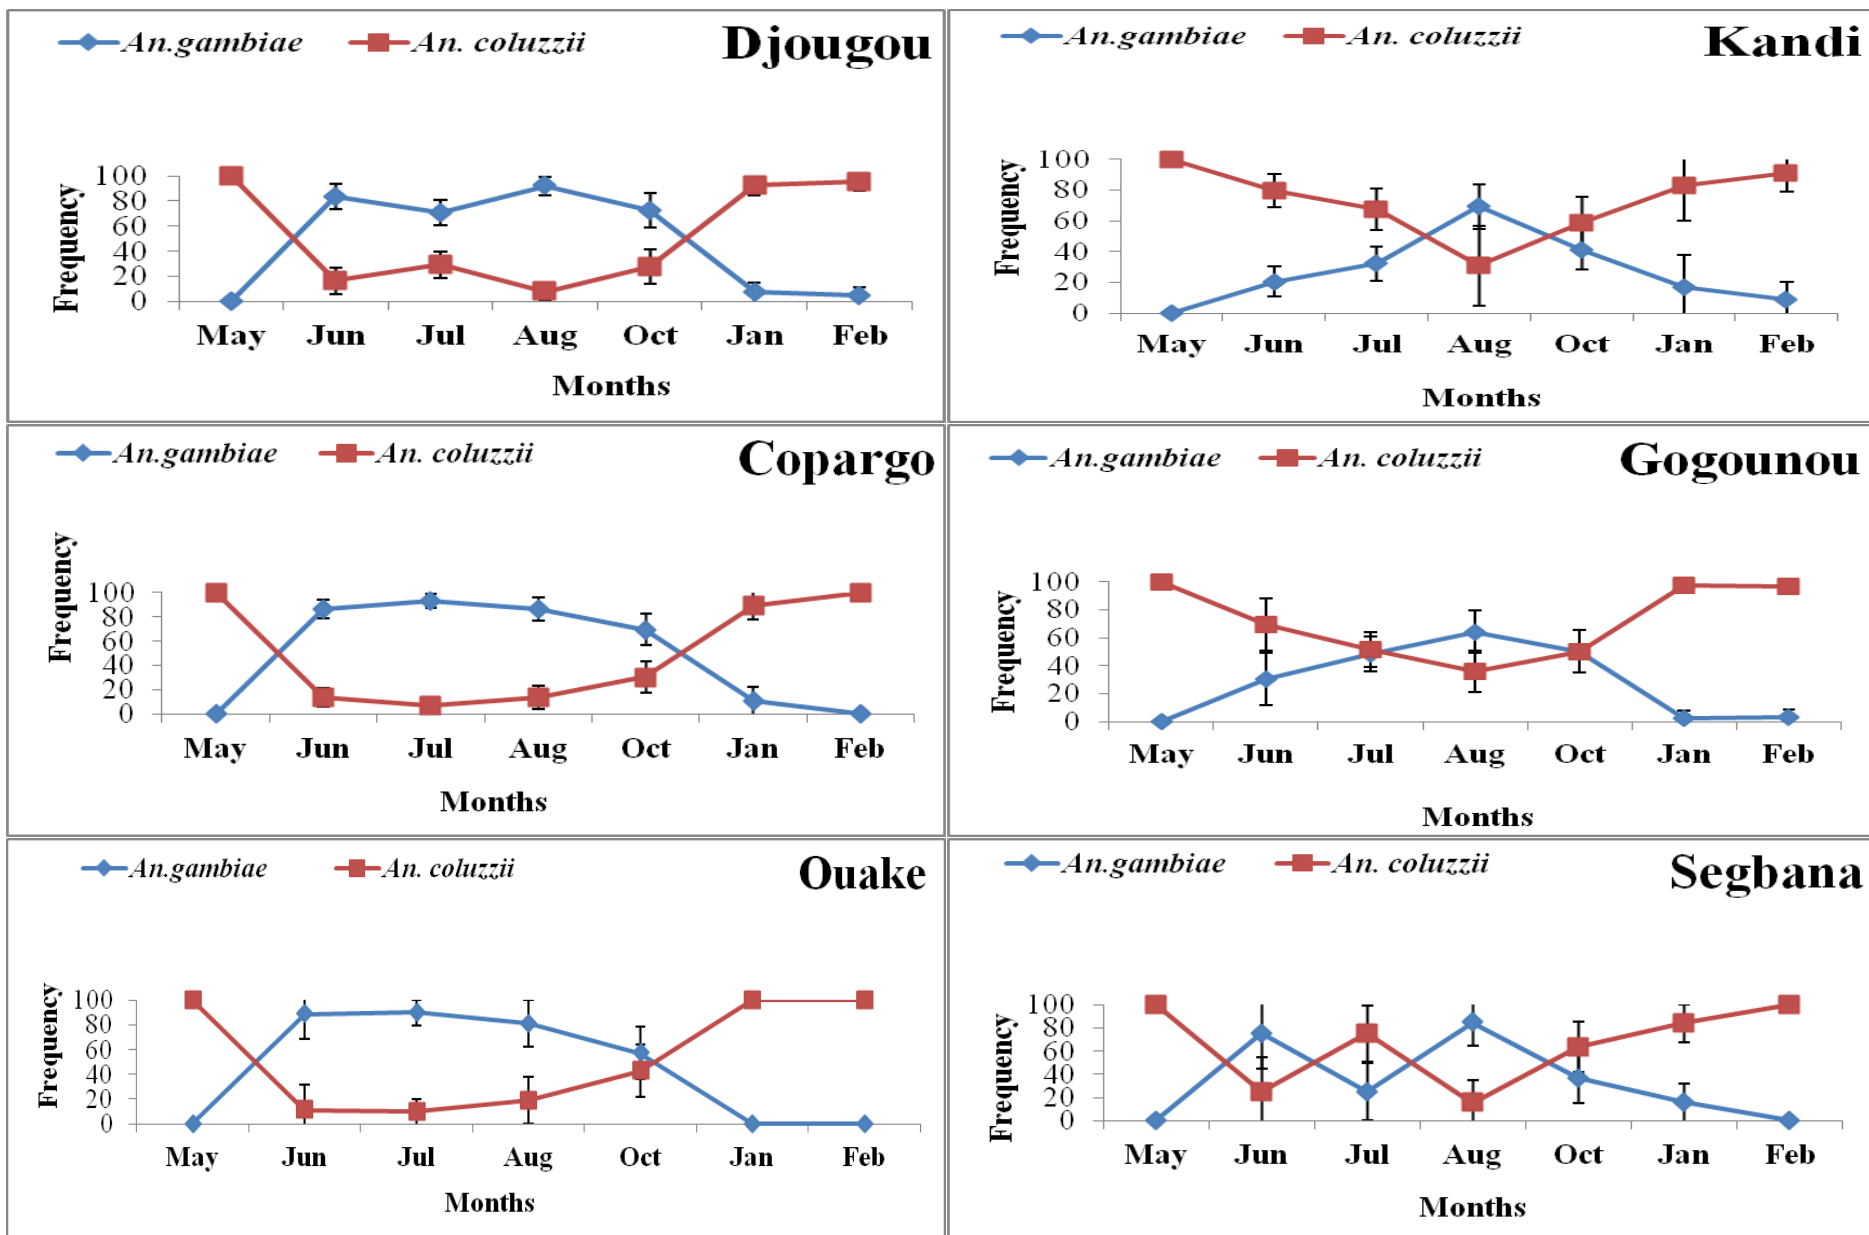 An.gambiae An. coluzzii Djougou
Frequency
100
80
60
40
20
0
May Jun Jul Aug Oct Jan Feb
Months
An.gambiae An. coluzzii Kandi
Frequency
100
80
60
40
20
0
May Jun Jul Aug Oct Jan Feb
Months
An.gambiae An. coluzzii Copargo
Frequency
100
80
60
40
20
0
May Jun Jul Aug Oct Jan Feb
Months
An.gambiae An. coluzzii Gogounou
Frequency
100
80
60
40
20
0
May Jun Jul Aug Oct Jan Feb
Months
An.gambiae An. coluzzii Ouake
Frequency
100
80
60
40
20
0
May Jun Jul Aug Oct Jan Feb
Months
An.gambiae An. coluzzii Segbana
Frequency
100
80
60
40
20
0
May Jun Jul Aug Oct Jan Feb
Months